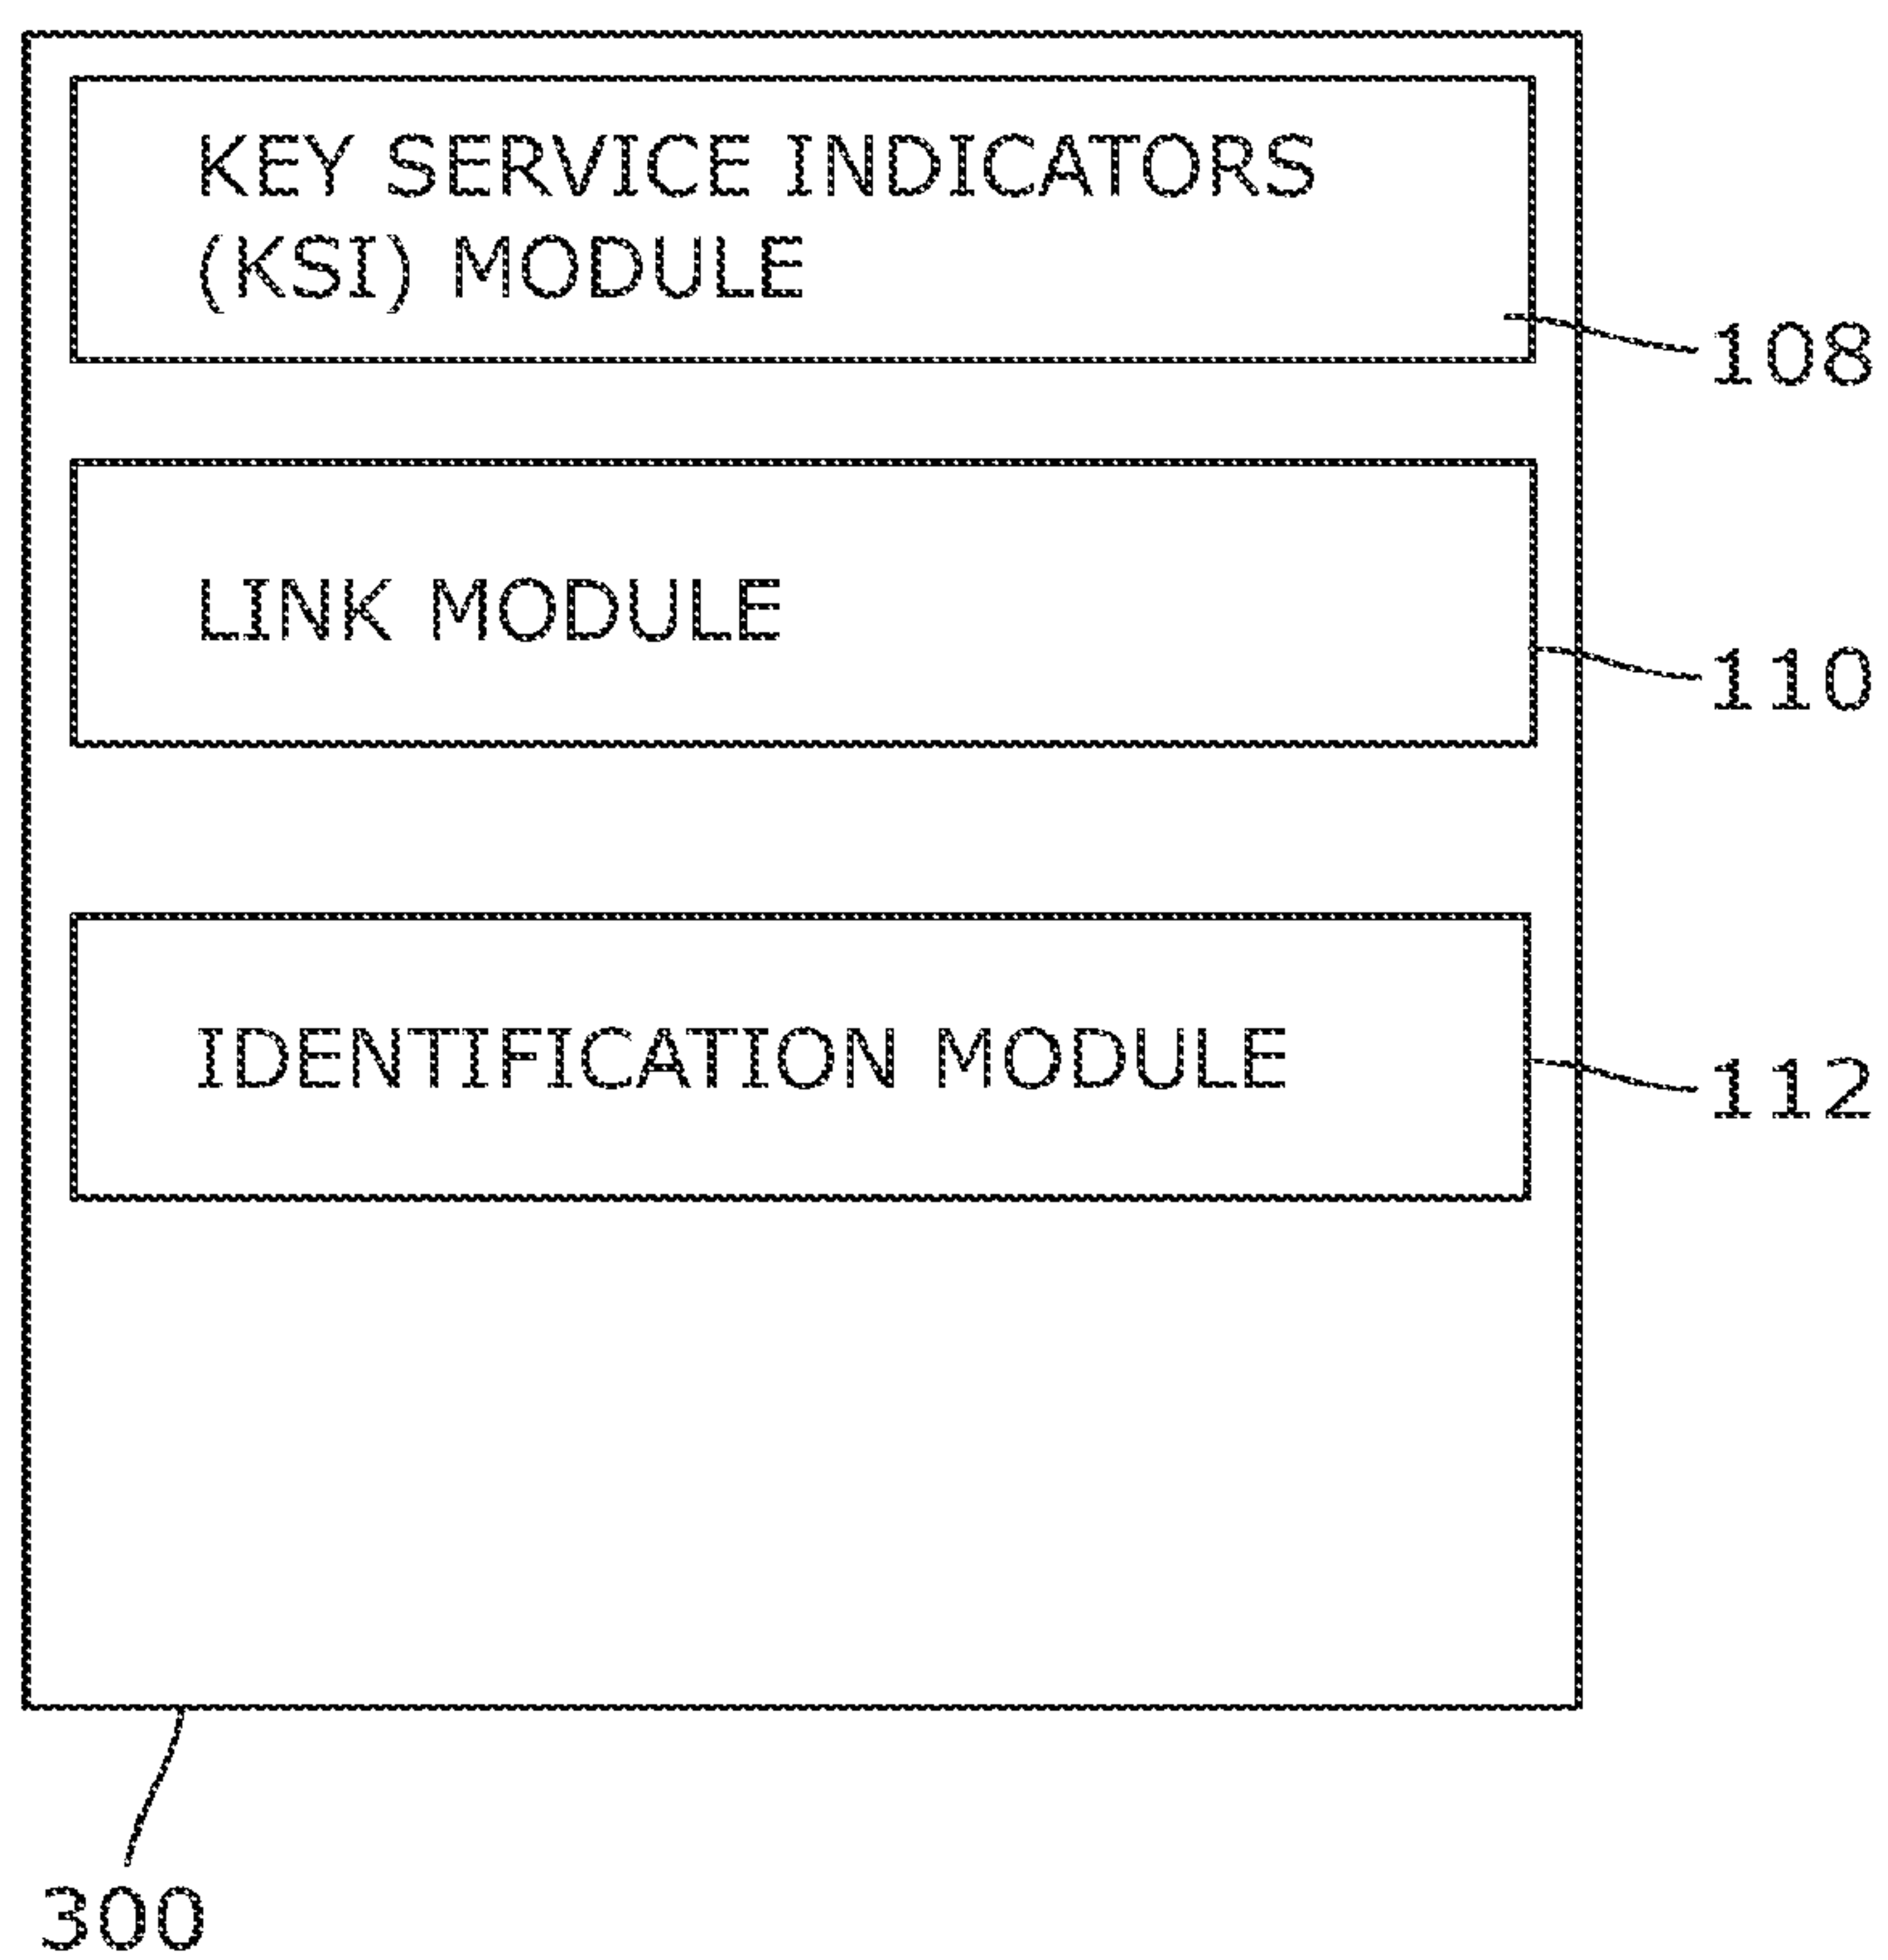 KEY SERVICE INDICATORS
(KSI) MODULE
108
LINK MODULE
110
IDENTIFICATION MODULE
112
300